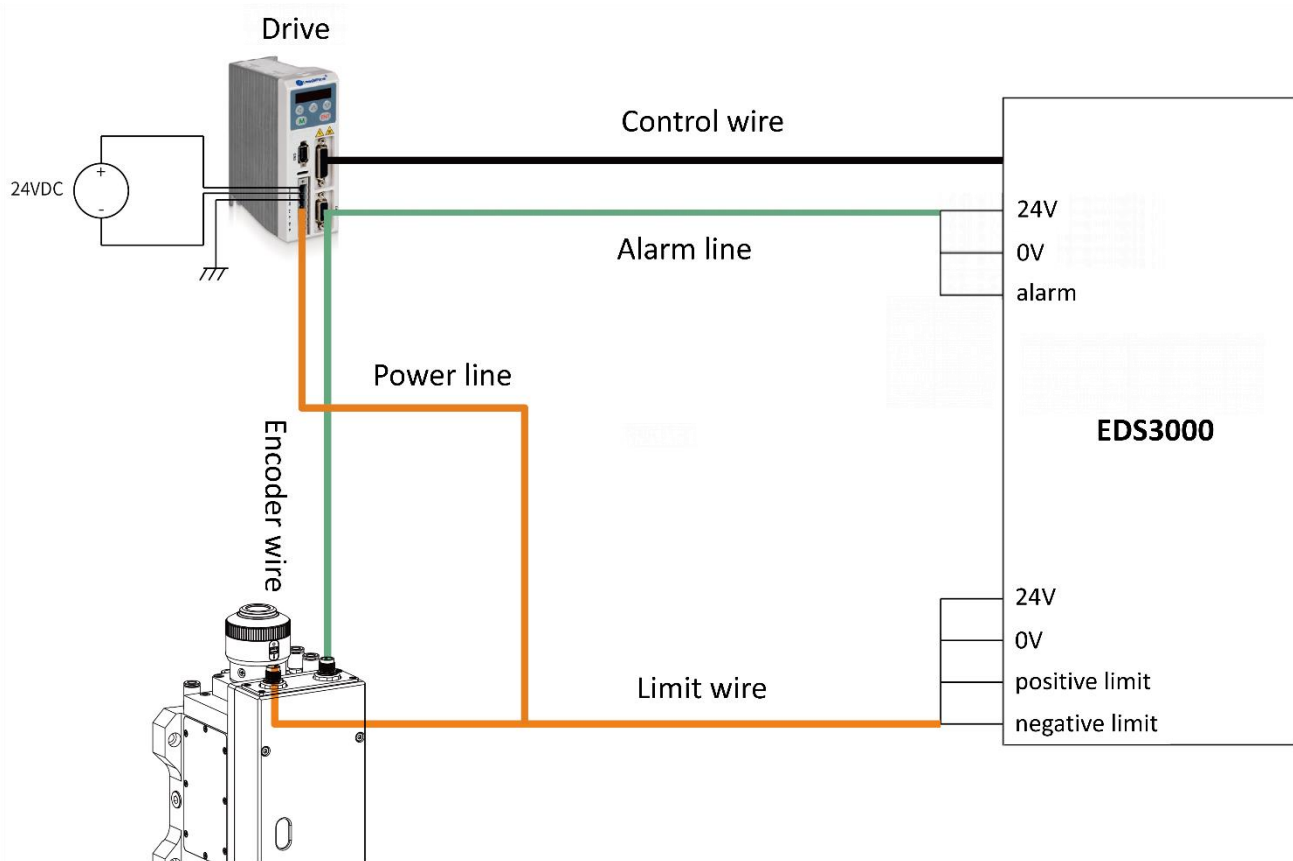 Drive
Control wire
24VDC
24V
Alarm line
0V
alarm
Power line
EDS3000
Encoder wire
24V
0V
positive limit
Limit wire
negative limit